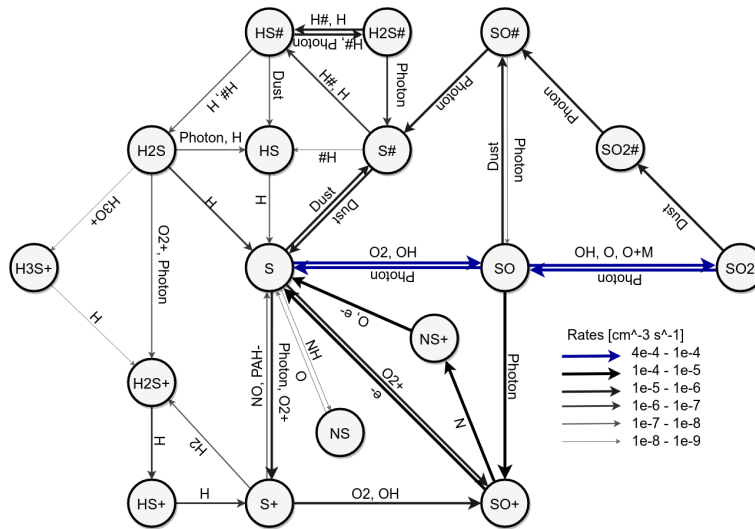 H#, H
HS#
H2S#
SO#
H#, Photon
H#, H
Dust
H#, H
Photon
Photon
Photon
H2S
Photon, H
HS
H#
S#
Dust
Photon
SO2#
H3O+
H
H
Dust
Dust
Dust
O2+, Photon
H3S+
S
O2, OH
Photon
SO
OH, O, O+M
Photon
SO2
H
O, e-
NS+
Rates [cm^-3 s^-1]
4e-4 - 1e-4
1e-4 - 1e-5
1e-5 - 1e-6
1e-6 - 1e-7
1e-7 - 1e-8
1e-8 - 1e-9
H2S+
NO, PAH-
Photon, O2+
HN
O
O2+
e-
Photon
N
NS
H
H2
HS+
H
S+
O2, OH
SO+